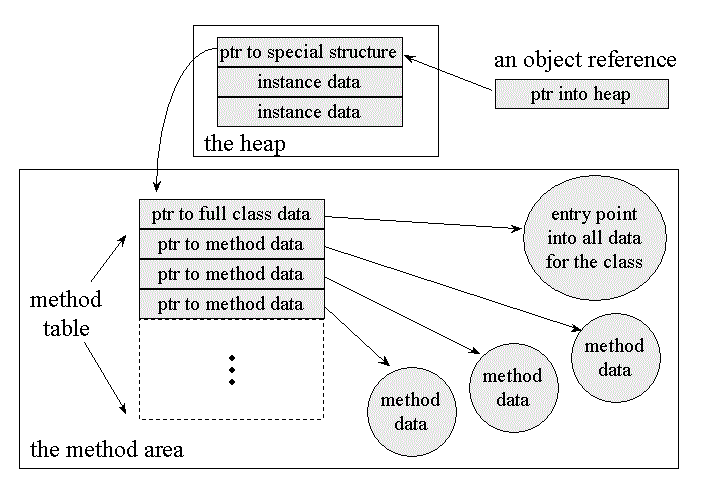 ptr to special structure
instance data
instance data
the heap
an object reference
ptr into heap
ptr to full class data
ptr to method data
ptr to method data
ptr to method data
method
table
entry point
into all data
for the class
method
data
method
data
method
data
the method area